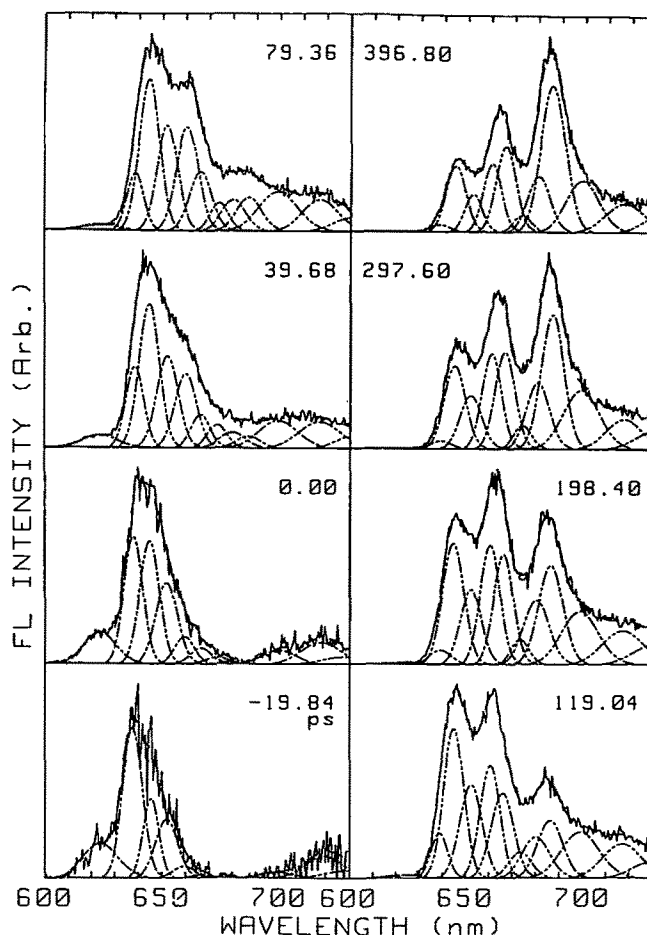 79.36
396.80
39.68
297.60
0.00
198.40
-19.84
ps
119.04
FL INTENSITY (Arb.)
600 650 700 600 650 700
WAVELENGTH (nm)